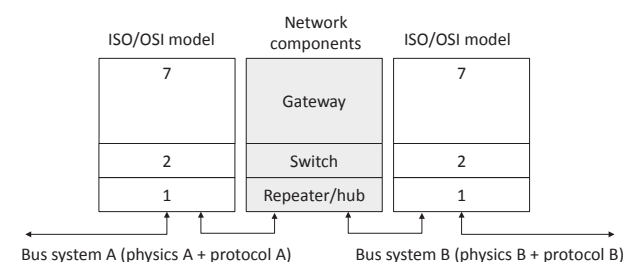 Network
components
ISO/OSI model
ISO/OSI model
7
Gateway
7
2
Switch
2
1
Repeater/hub
1
Bus system A (physics A + protocol A)
Bus system B (physics B + protocol B)